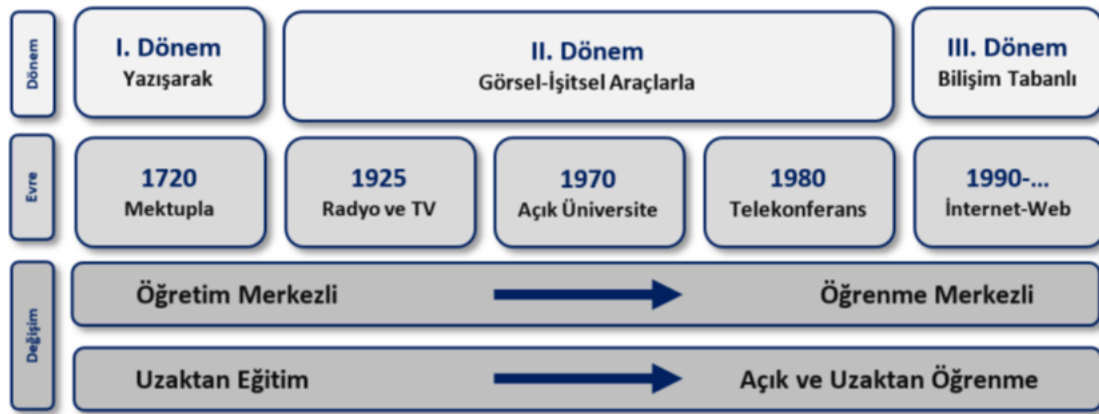 Dönem
I. Dönem
Yazışarak
II. Dönem
Görsel-İşitsel Araçlarla
III. Dönem
Bilişim Tabanlı
Evre
1720
Mektupla
1925
Radyo ve TV
1970
Açık Üniversite
1980
Telekonferans
1990-...
İnternet-Web
Değişim
Öğretim Merkezli
Öğrenme Merkezli
Uzaktan Eğitim
Açık ve Uzaktan Öğrenme